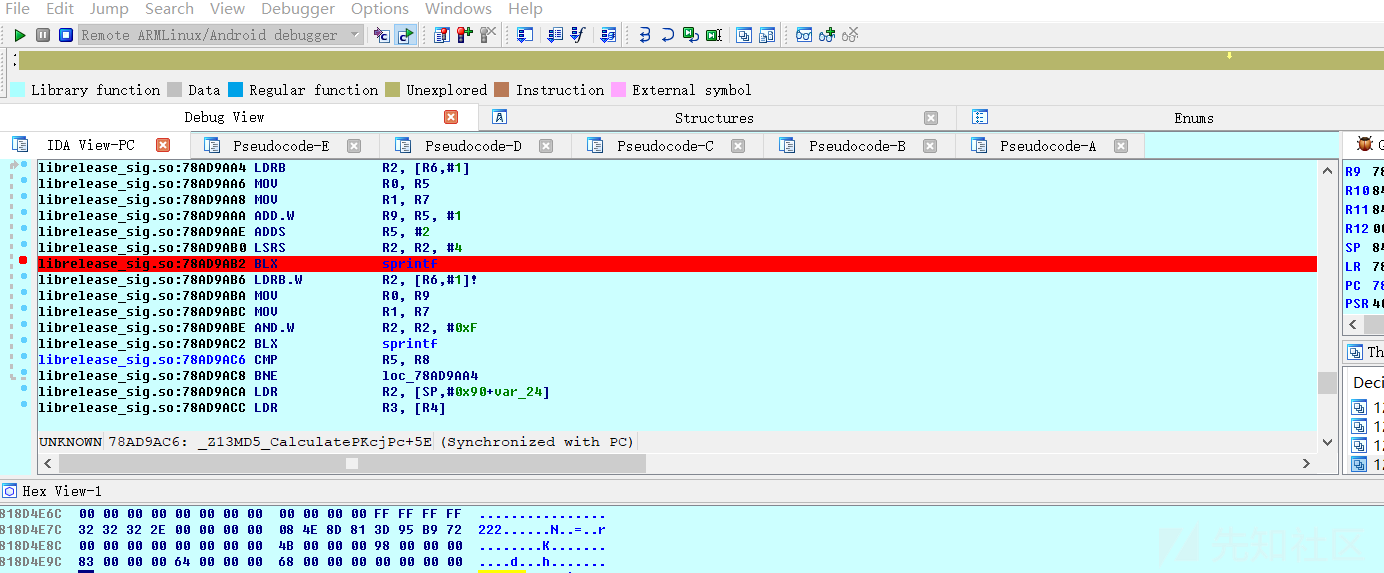 File Edit Jump Search View Debugger Options Windows Help
Remote ARMLinux/Android debugger
Library function Data Regular function Unexplored Instruction External symbol
Debug View Structures Enums
IDA View-PC Pseudocode-E Pseudocode-D Pseudocode-C Pseudocode-B Pseudocode-A G
librelease_sig.so:78AD9AA4 LDRB R2, [R6,#1]
librelease_sig.so:78AD9AA6 MOV R0, R5
librelease_sig.so:78AD9AA8 MOV R1, R7
librelease_sig.so:78AD9AAA ADD.W R9, R5, #1
librelease_sig.so:78AD9AAE ADDS R5, #2
librelease_sig.so:78AD9AB0 LSRS R2, R2, #4
librelease_sig.so:78AD9AB2 BLX sprintf
librelease_sig.so:78AD9AB6 LDRB.W R2, [R6,#1]!
librelease_sig.so:78AD9ABA MOV R0, R9
librelease_sig.so:78AD9ABC MOV R1, R7
librelease_sig.so:78AD9ABE AND.W R2, R2, #0xF
librelease_sig.so:78AD9AC2 BLX sprintf
librelease_sig.so:78AD9AC6 CMP R5, R8
librelease_sig.so:78AD9AC8 BNE loc_78AD9AA4
librelease_sig.so:78AD9ACA LDR R2, [SP,#0x90+var_24]
librelease_sig.so:78AD9ACC LDR R3, [R4]
UNKNOWN 78AD9AC6: _Z13MD5_CalculatePKcjPc+5E (Synchronized with PC)
R9 78
R10 84
R11 84
R12 00
SP 84
LR 78
PC 78
PSR 40
Th
Deci
12
12
12
12
Hex View-1
818D4E6C 00 00 00 00 00 00 00 00 00 00 00 00 FF FF FF FF ................
818D4E7C 32 32 32 2E 00 00 00 00 08 4E 8D 81 3D 95 B9 72 222......N..=..r
818D4E8C 00 00 00 00 00 00 00 00 4B 00 00 00 98 00 00 00 ........K.......
818D4E9C 83 00 00 00 64 00 00 00 68 00 00 00 00 00 00 00 ....d...h.......
先知社区